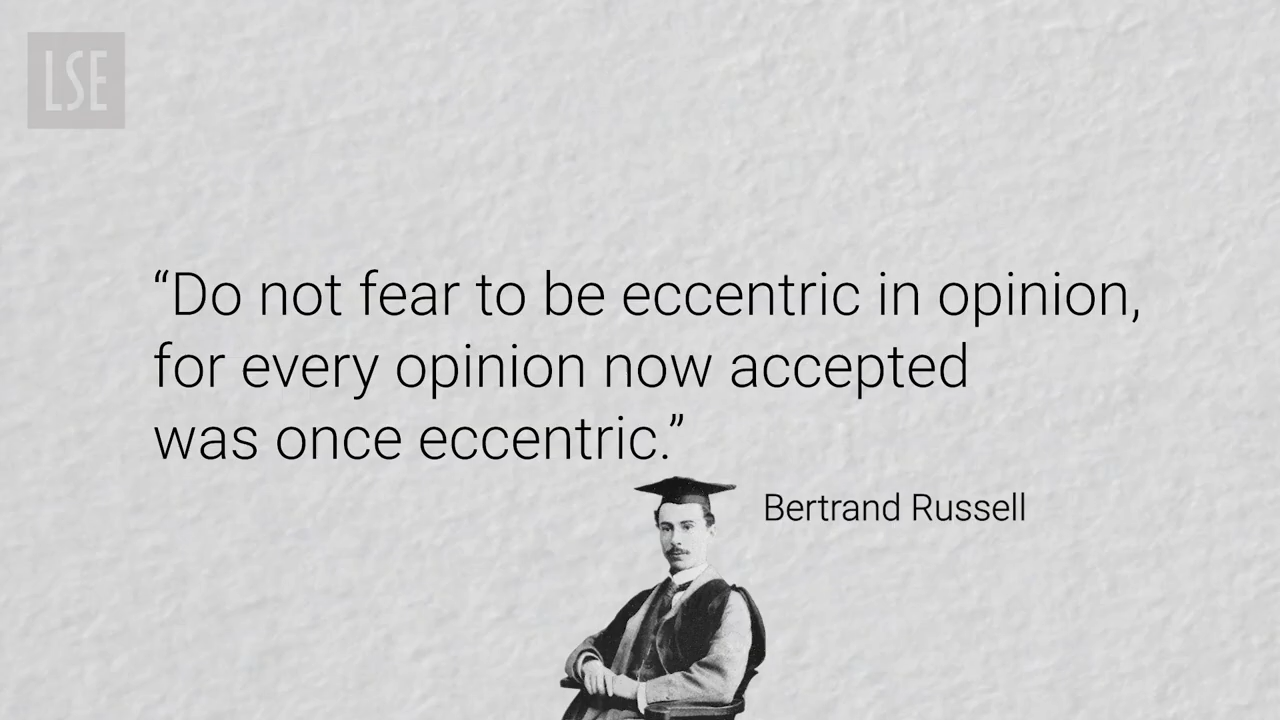 LSE
“Do not fear to be eccentric in opinion,
for every opinion now accepted
was once eccentric.”
Bertrand Russell